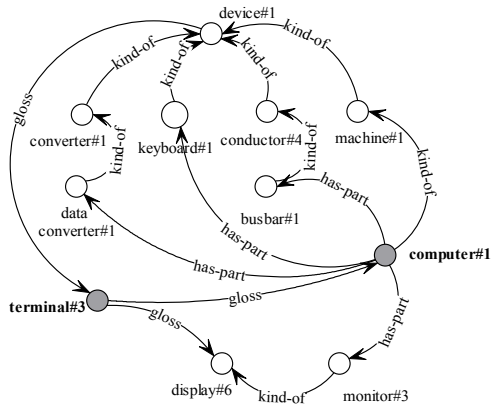 device#1
kind-of
kind-of
kind-of
kind-of
gloss
converter#1
keyboard#1
conductor#4
machine#1
kind-of
kind-of
kind-of
data
converter#1
busbar#1
has-part
has-part
has-part
computer#1
terminal#3
gloss
gloss
has-part
display#6
kind-of
monitor#3